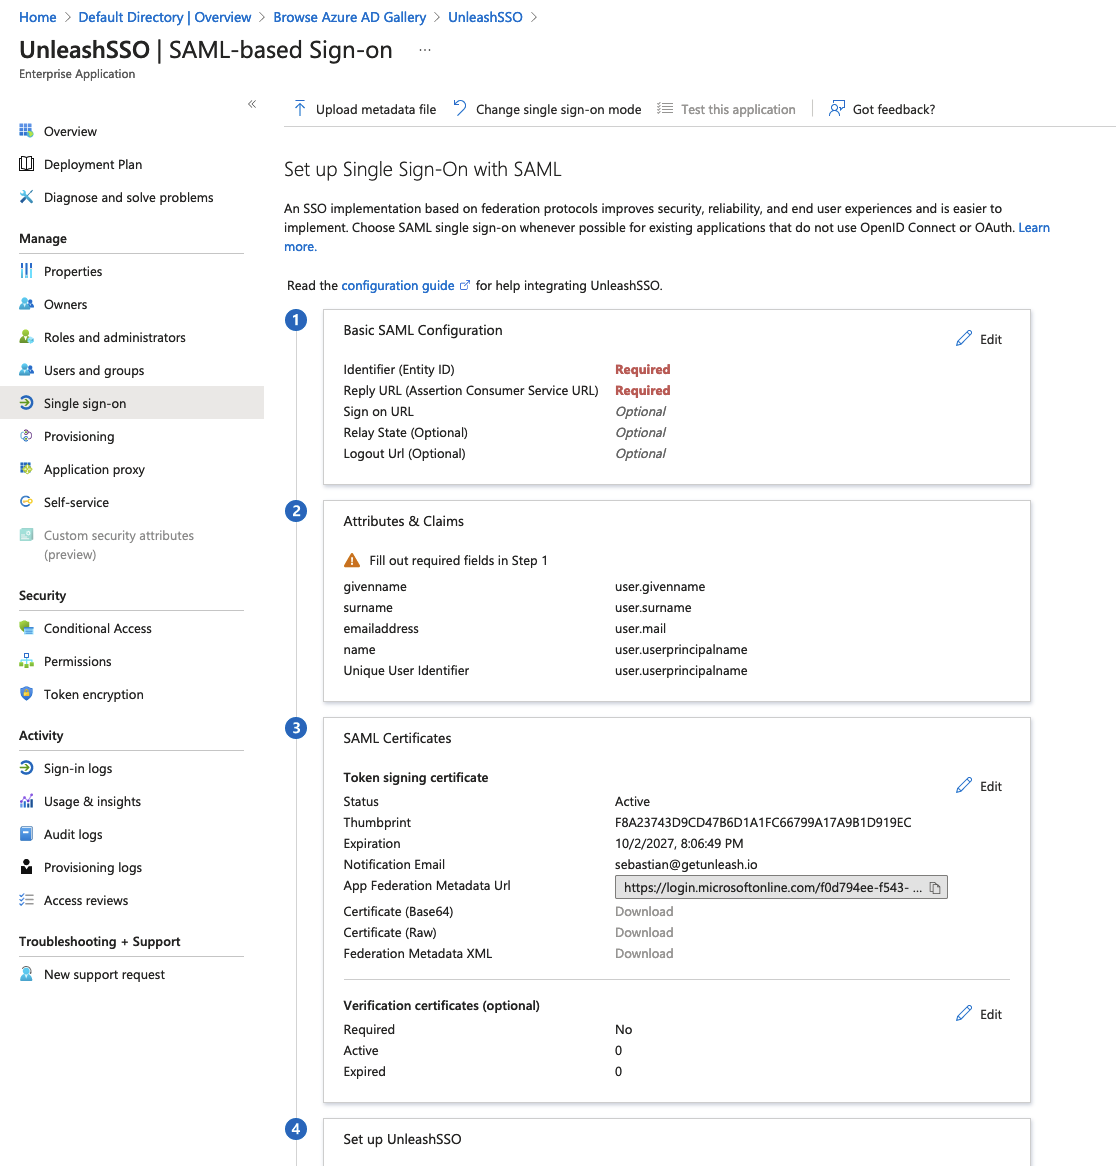 Home > Default Directory | Overview > Browse Azure AD Gallery > UnleashSSO >
UnleashSSO | SAML-based Sign-on ...
Enterprise Application
«
Overview
Deployment Plan
Diagnose and solve problems
Manage
Properties
Owners
Roles and administrators
Users and groups
Single sign-on
Provisioning
Application proxy
Self-service
Custom security attributes
(preview)
Security
Conditional Access
Permissions
Token encryption
Activity
Sign-in logs
Usage & insights
Audit logs
Provisioning logs
Access reviews
Troubleshooting + Support
New support request
Upload metadata file Change single sign-on mode Test this application Got feedback?
Set up Single Sign-On with SAML
An SSO implementation based on federation protocols improves security, reliability, and end user experiences and is easier to
implement. Choose SAML single sign-on whenever possible for existing applications that do not use OpenID Connect or OAuth. Learn
more.
Read the configuration guide for help integrating UnleashSSO.
1
Basic SAML Configuration
Edit
Identifier (Entity ID) Required
Reply URL (Assertion Consumer Service URL) Required
Sign on URL Optional
Relay State (Optional) Optional
Logout Url (Optional) Optional
2
Attributes & Claims
Fill out required fields in Step 1
givenname user.givenname
surname user.surname
emailaddress user.mail
name user.userprincipalname
Unique User Identifier user.userprincipalname
3
SAML Certificates
Token signing certificate
Edit
Status Active
Thumbprint F8A23743D9CD47B6D1A1FC66799A17A9B1D919EC
Expiration 10/2/2027, 8:06:49 PM
Notification Email sebastian@getunleash.io
App Federation Metadata Url https://login.microsoftonline.com/f0d794ee-f543- ...
Certificate (Base64) Download
Certificate (Raw) Download
Federation Metadata XML Download
Verification certificates (optional)
Edit
Required No
Active 0
Expired 0
4
Set up UnleashSSO